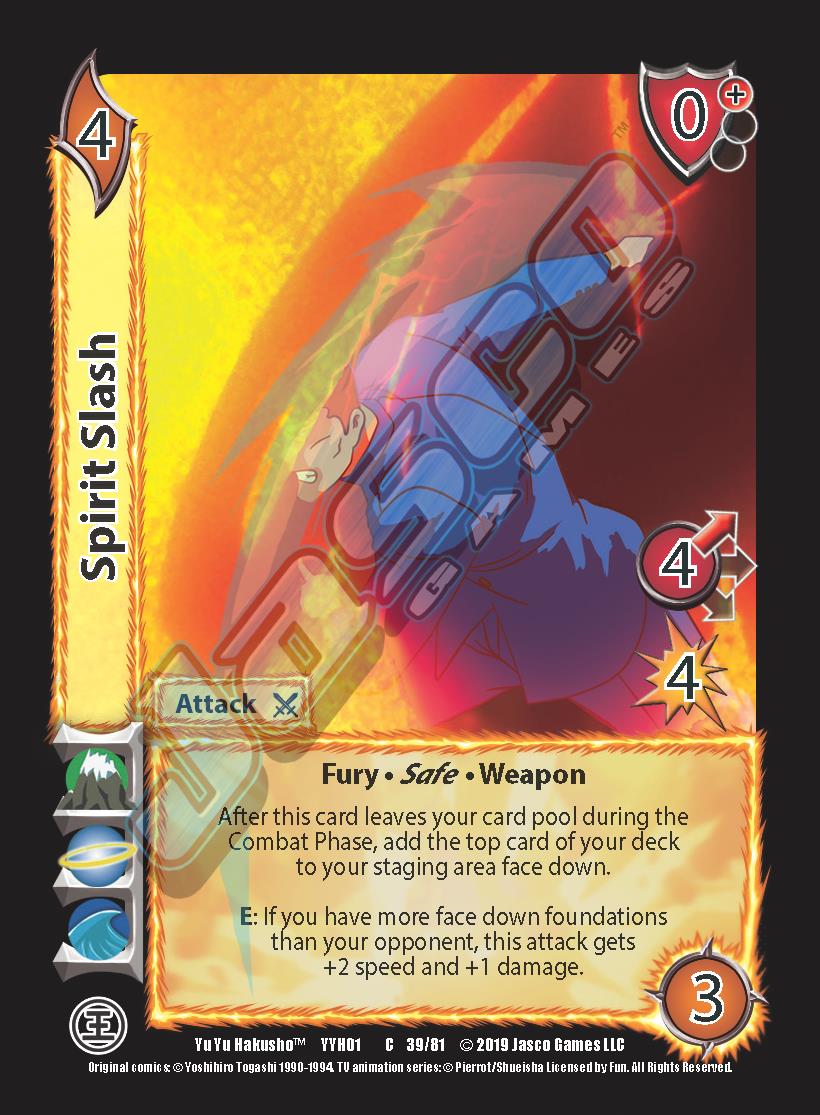 4
0
+
TM
JASCO
GAMES
Spirit Slash
4
4
Attack
Fury • Safe • Weapon
After this card leaves your card pool during the
Combat Phase, add the top card of your deck
to your staging area face down.
E: If you have more face down foundations
than your opponent, this attack gets
+2 speed and +1 damage.
3
王
Yu Yu Hakusho™ YYH01 C 39/81 © 2019 Jasco Games LLC
Original comics: © Yoshihiro Togashi 1990-1994. TV animation series: © Pierrot/Shueisha Licensed by Fun. All Rights Reserved.